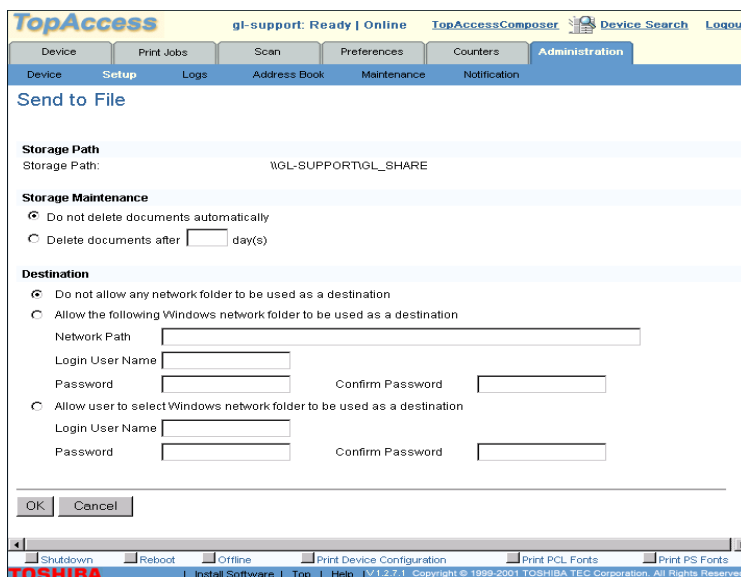 TopAccess gl-support: Ready | Online TopAccessComposer Device Search Logou
Device Print Jobs Scan Preferences Counters Administration
Device Setup Logs Address Book Maintenance Notification
Send to File
Storage Path
Storage Path: \\GL-SUPPORT\GL_SHARE
Storage Maintenance
Do not delete documents automatically
Delete documents after day(s)
Destination
Do not allow any network folder to be used as a destination
Allow the following Windows network folder to be used as a destination
Network Path
Login User Name
Password Confirm Password
Allow user to select Windows network folder to be used as a destination
Login User Name
Password Confirm Password
OK Cancel
Shutdown Reboot Offline Print Device Configuration Print PCL Fonts Print PS Fonts
TOSHIBA | Install Software | Top | Help | V1.2.7.1 Copyright © 1999-2001 TOSHIBA TEC Corporation. All Rights Reserve